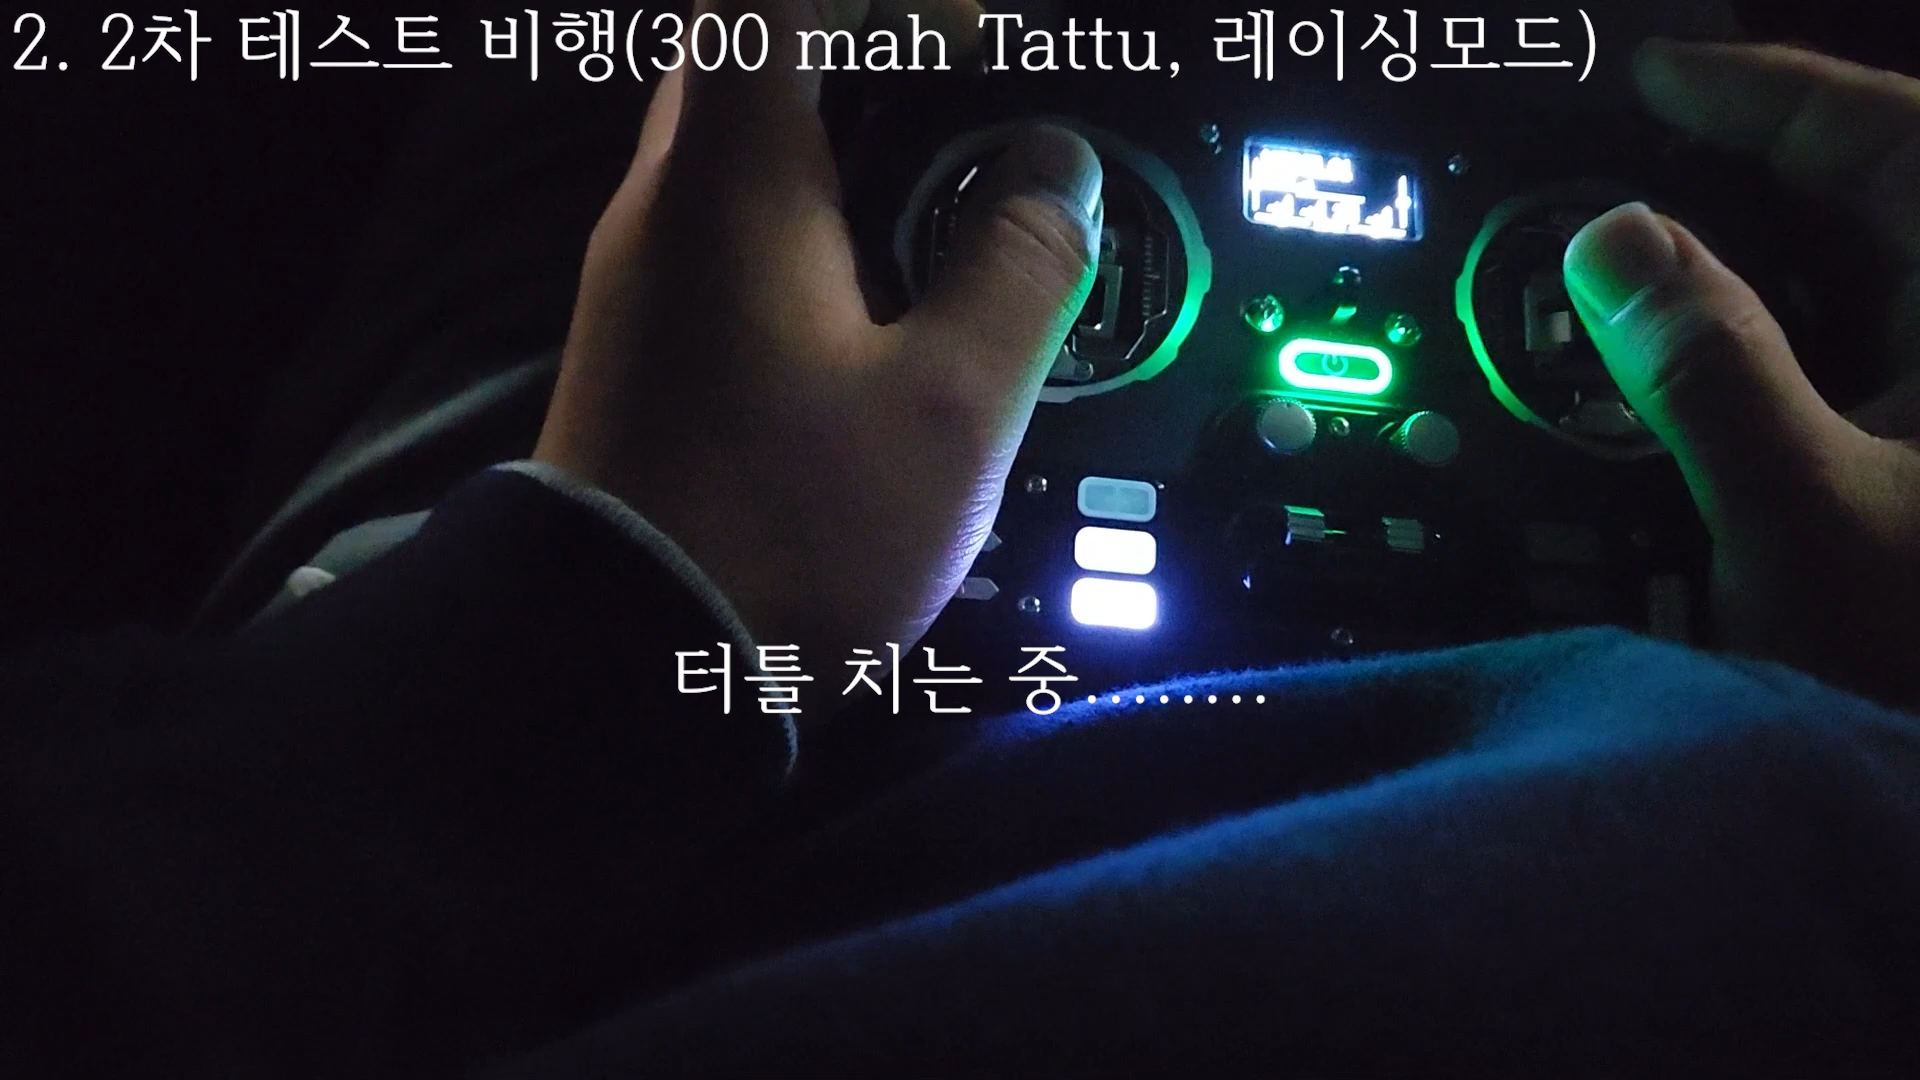 2. 2차 테스트 비행(300 mah Tattu, 레이싱모드)
터틀 치는 중........